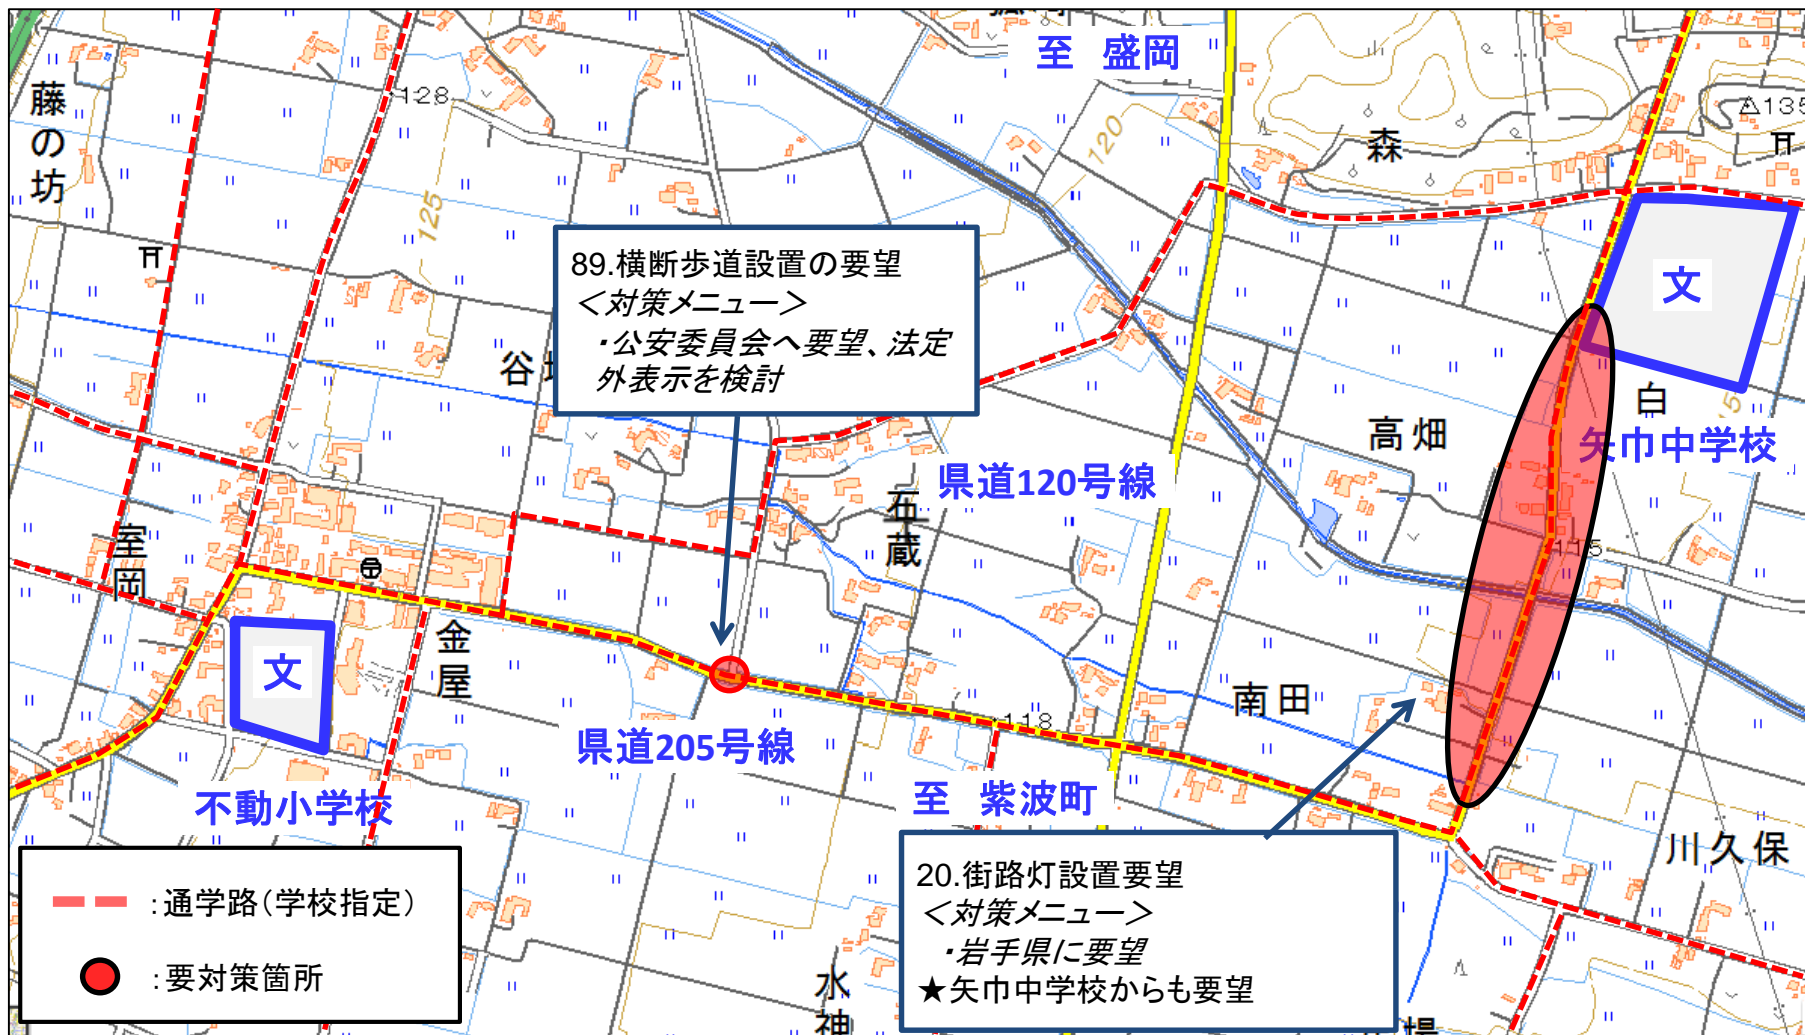 至 盛岡
128
藤の坊
125
120
森
135
89.横断歩道設置の要望
＜対策メニュー＞
・公安委員会へ要望、法定
外表示を検討
谷
文
白
高畑
矢巾中学校
県道120号線
石蔵
115
室岡
金屋
文
南田
118
県道205号線
至 紫波町
不動小学校
川久保
20.街路灯設置要望
＜対策メニュー＞
・岩手県に要望
★矢巾中学校からも要望
：通学路（学校指定）
：要対策箇所
水神
場